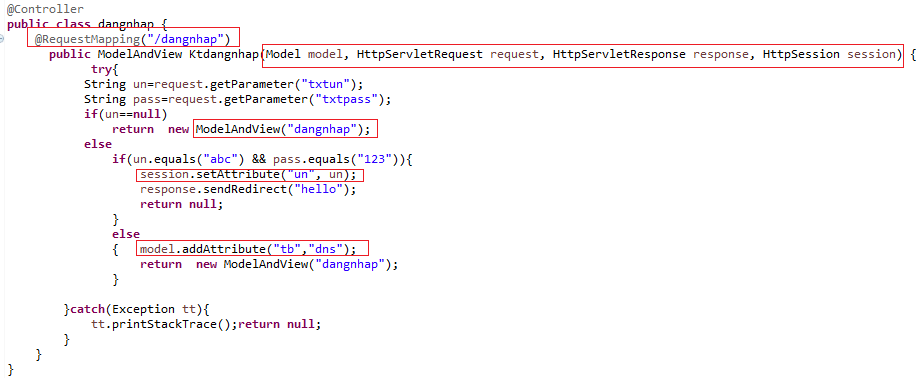 @Controller
public class dangnhap {
@RequestMapping("/dangnhap")
public ModelAndView Ktdangnhap(Model model, HttpServletRequest request, HttpServletResponse response, HttpSession session) {
try{
String un=request.getParameter("txtun");
String pass=request.getParameter("txtpass");
if(un==null)
return new ModelAndView("dangnhap");
else
if(un.equals("abc") && pass.equals("123")){
session.setAttribute("un", un);
response.sendRedirect("hello");
return null;
}
else
{ model.addAttribute("tb","dns");
return new ModelAndView("dangnhap");
}
}catch(Exception tt){
tt.printStackTrace();return null;
}
}
}